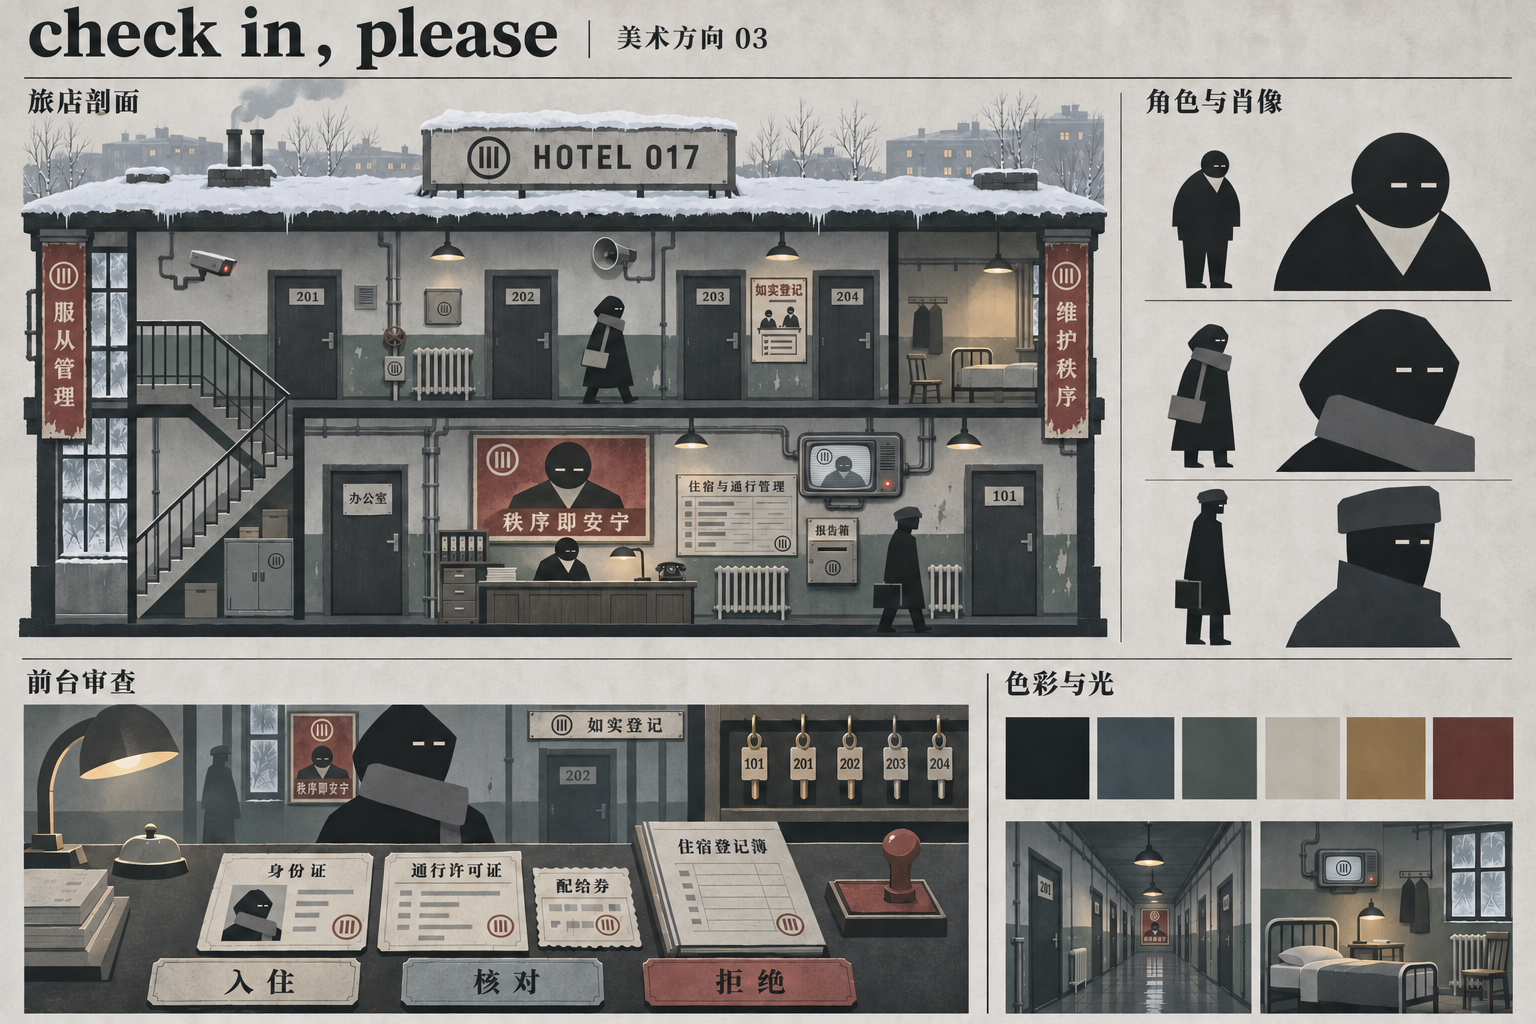 check in, please
美术方向 03
旅店剖面
HOTEL 017
服从管理
201
202
203
如实登记
204
维护秩序
办公室
秩序即安宁
住宿与通行管理
报告箱
101
角色与肖像
前台审查
秩序即安宁
如实登记
202
101
201
202
203
204
身份证
通行许可证
配给券
住宿登记簿
入住
核对
拒绝
色彩与光
201